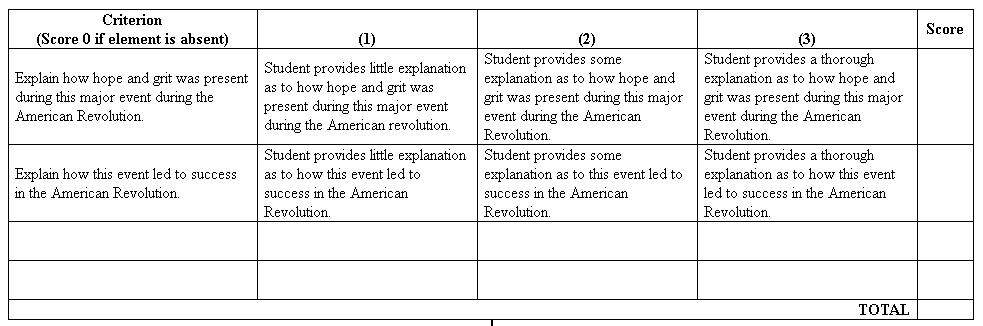 Criterion
(Score 0 if element is absent)
(1)
(2)
(3)
Score
Explain how hope and grit was present
during this major event during the
American Revolution.
Student provides little explanation
as to how hope and grit was
present during this major event
during the American revolution.
Student provides some
explanation as to how hope and
grit was present during this major
event during the American
Revolution.
Student provides a thorough
explanation as to how hope and
grit was present during this major
event during the American
Revolution.
Explain how this event led to success
in the American Revolution.
Student provides little explanation
as to how this event led to
success in the American
Revolution.
Student provides some
explanation as to this event led to
success in the American
Revolution.
Student provides a thorough
explanation as to how this event
led to success in the American
Revolution.
TOTAL